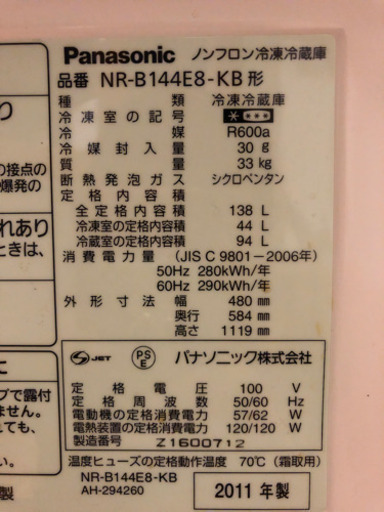 Panasonic ノンフロン冷凍冷蔵庫
品番 NR-B144E8-KB形
種類 冷凍冷蔵庫
冷凍室の記号 ****
冷媒 R600a
冷媒封入量 30 g
質量 33 kg
断熱発泡ガス シクロペンタン
定格内容積
全定格内容積 138 L
冷凍室の定格内容積 44 L
冷蔵室の定格内容積 94 L
消費電力量 (JIS C 9801-2006年)
50Hz 280kWh/年
60Hz 290kWh/年
外形寸法 幅 480 mm
奥行 584 mm
高さ 1119 mm
JET PSE パナソニック株式会社
定格電圧 100 V
定格周波数 50/60 Hz
電動機の定格消費電力 57/62 W
電熱装置の定格消費電力 120/120 W
製造番号 Z1600712
温度ヒューズの定格動作温度 70℃ (霜取用)
NR-B144E8-KB
AH-294260
2011 年製
の接点の
爆発の
れあり
ときは、
に
プで露付
まれの
い。
製